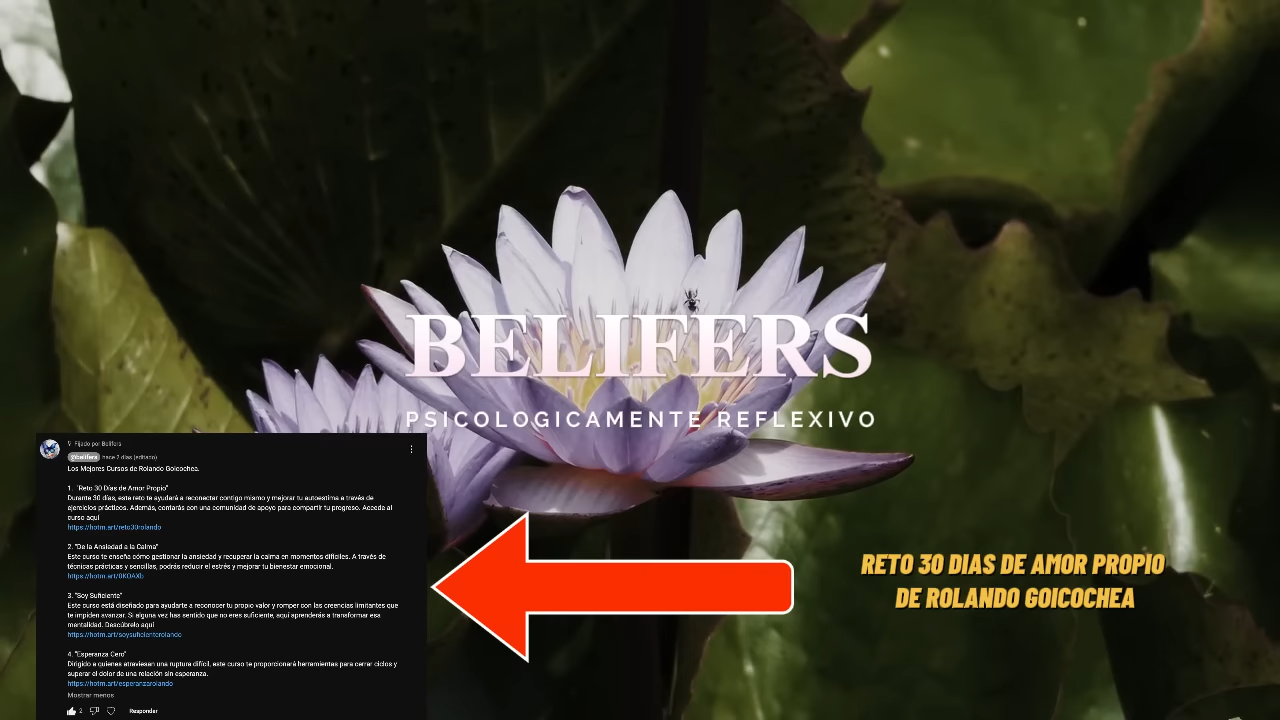 BELIFERS
PSICOLOGICAMENTE REFLEXIVO
Fijado por Belifers
@belifers hace 2 días (editado)
Los Mejores Cursos de Rolando Goicochea.
1. "Reto 30 Días de Amor Propio"
Durante 30 días, este reto te ayudará a reconectar contigo mismo y mejorar tu autoestima a través de
ejercicios prácticos. Además, contarás con una comunidad de apoyo para compartir tu progreso. Accede al
curso aquí
https://hotm.art/reto30rolando
2. "De la Ansiedad a la Calma"
Este curso te enseña cómo gestionar la ansiedad y recuperar la calma en momentos difíciles. A través de
técnicas prácticas y sencillas, podrás reducir el estrés y mejorar tu bienestar emocional.
https://hotm.art/0KOAXb
3. "Soy Suficiente"
Este curso está diseñado para ayudarte a reconocer tu propio valor y romper con las creencias limitantes que
te impiden avanzar. Si alguna vez has sentido que no eres suficiente, aquí aprenderás a transformar esa
mentalidad. Descúbrelo aquí
https://hotm.art/soysuficienterolando
4. "Esperanza Cero"
Dirigido a quienes atraviesan una ruptura difícil, este curso te proporcionará herramientas para cerrar ciclos y
superar el dolor de una relación sin esperanza.
https://hotm.art/esperanzarolando
Mostrar menos
2 Responder
RETO 30 DIAS DE AMOR PROPIO
DE ROLANDO GOICOCHEA